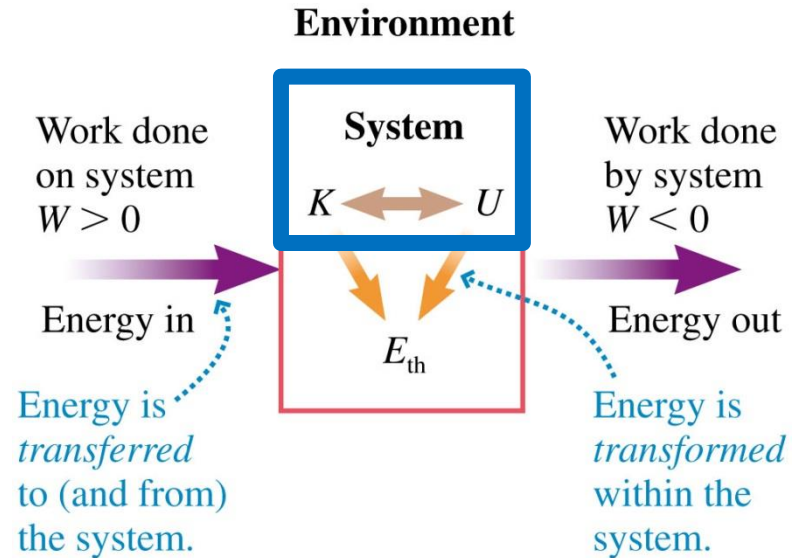 Environment
Work done
on system
W > 0
Energy in
System
K
U
E_th
Work done
by system
W < 0
Energy out
Energy is
transferred
to (and from)
the system.
Energy is
transformed
within the
system.